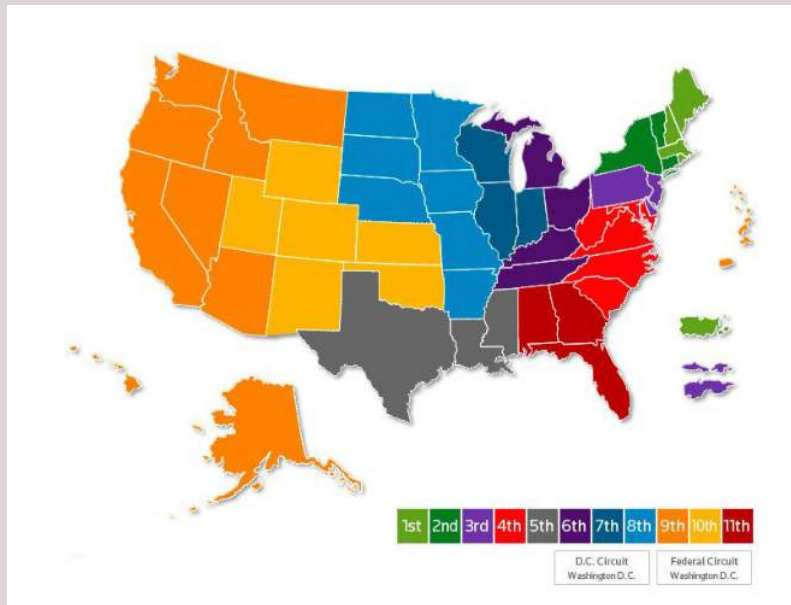 1st 2nd 3rd 4th 5th 6th 7th 8th 9th 10th 11th
D.C. Circuit
Washington D.C.
Federal Circuit
Washington D.C.